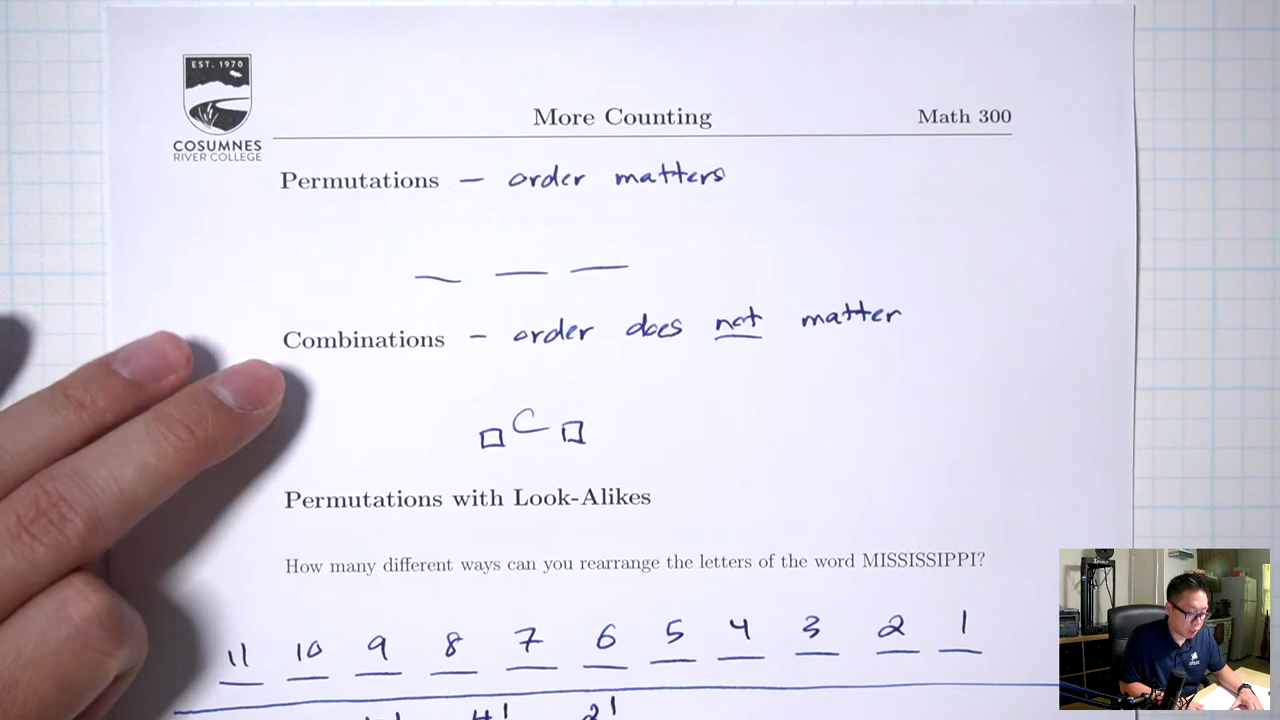 EST. 1970
COSUMNES
RIVER COLLEGE
More Counting
Math 300
Permutations — order matters
Combinations - order does not matter
C
Permutations with Look-Alikes
How many different ways can you rearrange the letters of the word MISSISSIPPI?
11 10 9 8 7 6 5 4 3 2 1
4! 2!